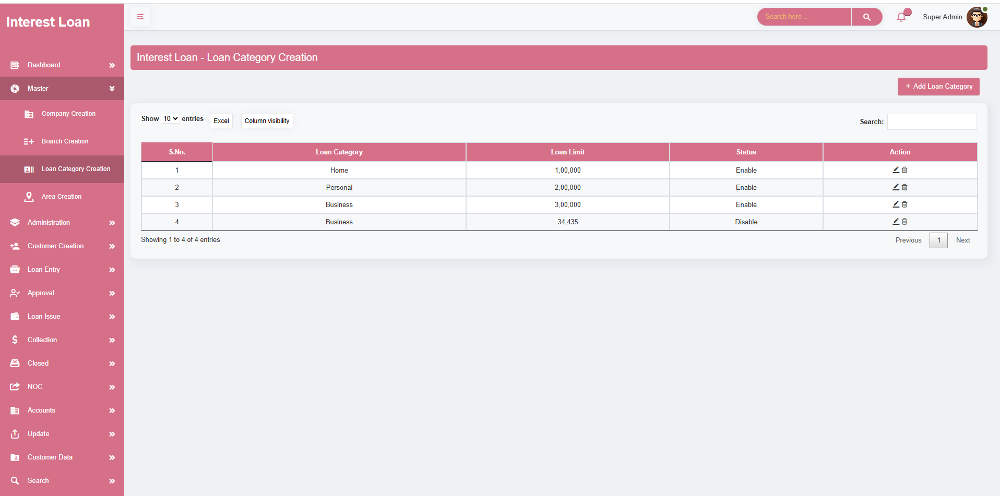 Interest Loan
Search here ...
Super Admin
Dashboard
Master
Company Creation
Branch Creation
Loan Category Creation
Area Creation
Administration
Customer Creation
Loan Entry
Approval
Loan Issue
Collection
Closed
NOC
Accounts
Update
Customer Data
Search
Interest Loan - Loan Category Creation
+ Add Loan Category
Show 10 entries Excel Column visibility Search:
S.No. Loan Category Loan Limit Status Action
1 Home 1,00,000 Enable
2 Personal 2,00,000 Enable
3 Business 3,00,000 Enable
4 Business 34,435 Disable
Showing 1 to 4 of 4 entries Previous 1 Next